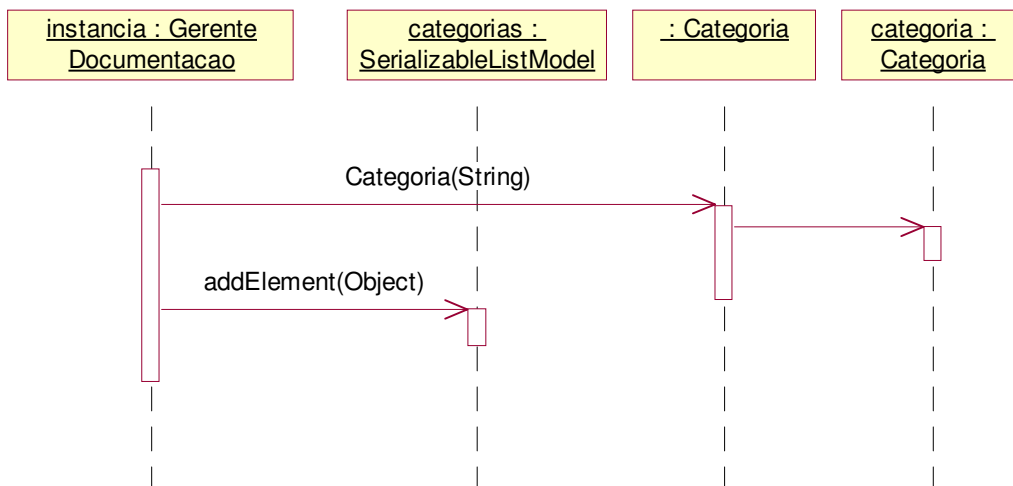 instancia : Gerente
Documentacao
categorias :
SerializableListModel
: Categoria
categoria :
Categoria
Categoria(String)
addElement(Object)